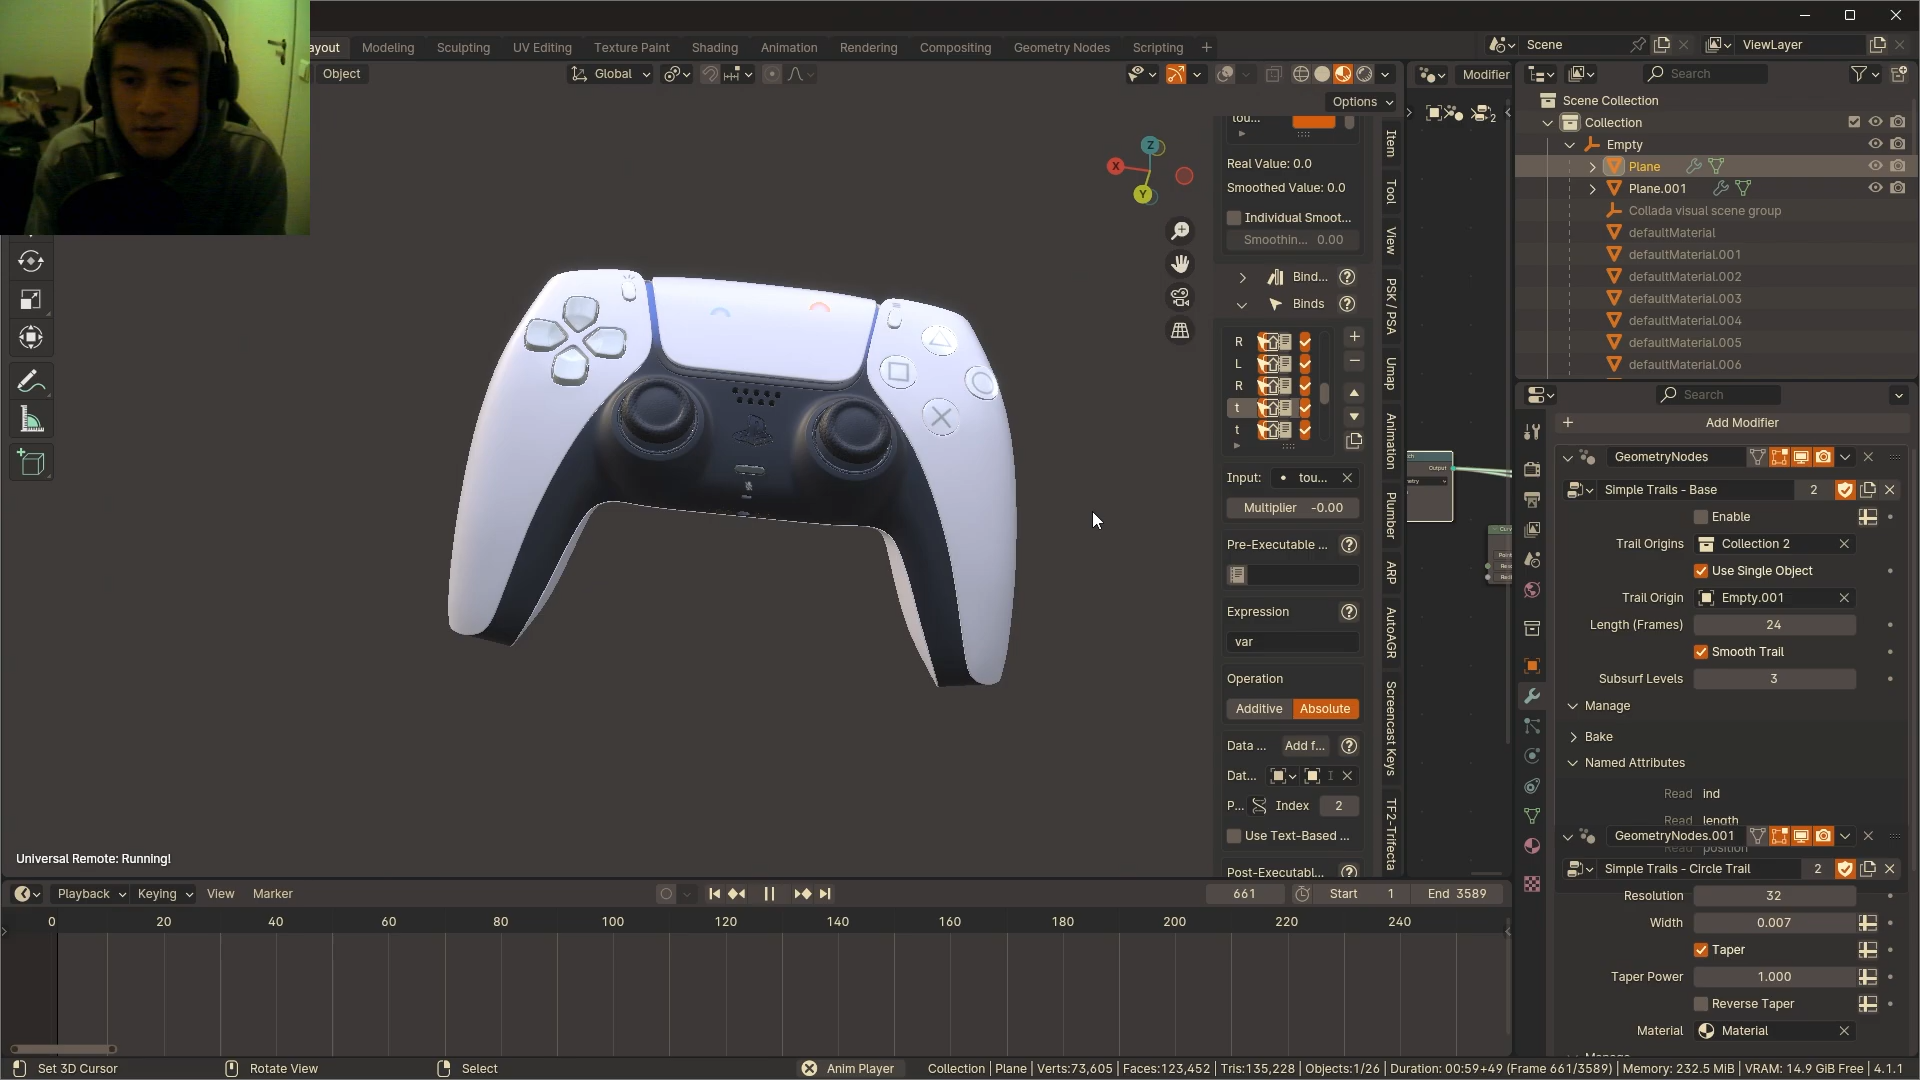 ayout Modeling Sculpting UV Editing Texture Paint Shading Animation Rendering Compositing Geometry Nodes Scripting
Scene
ViewLayer
Object
Global
Modifier
Search
Options
2
tou...
Real Value: 0.0
Smoothed Value: 0.0
Individual Smoot...
Smoothin... 0.00
Bind...
Binds
R
L
R
t
t
Input: tou...
Multiplier -0.00
Pre-Executable ...
Expression
var
Operation
Additive Absolute
Data ... Add f...
Dat...
P... Index 2
Use Text-Based ...
Post-Executabl...
Item
Tool
View
PSK / PSA
Umap
Animation
Plumber
ARP
AutoAGR
Screencast Keys
TF2-Trifecta
X
Y
Z
Output
Scene Collection
Collection
Empty
Plane
Plane.001
Collada visual scene group
defaultMaterial
defaultMaterial.001
defaultMaterial.002
defaultMaterial.003
defaultMaterial.004
defaultMaterial.005
defaultMaterial.006
Search
Add Modifier
GeometryNodes
Simple Trails - Base 2
Enable
Trail Origins Collection 2
Use Single Object
Trail Origin Empty.001
Length (Frames) 24
Smooth Trail
Subsurf Levels 3
Manage
Bake
Named Attributes
Read ind
Read length
GeometryNodes.001
Read position
Simple Trails - Circle Trail 2
Resolution 32
Width 0.007
Taper
Taper Power 1.000
Reverse Taper
Material Material
Universal Remote: Running!
Playback Keying View Marker
661 Start 1 End 3589
0 20 40 60 80 100 120 140 160 180 200 220 240
Set 3D Cursor Rotate View Select Anim Player Collection | Plane | Verts:73,605 | Faces:123,452 | Tris:135,228 | Objects:1/26 | Duration: 00:59+49 (Frame 661/3589) | Memory: 232.5 MiB | VRAM: 14.9 GiB Free | 4.1.1